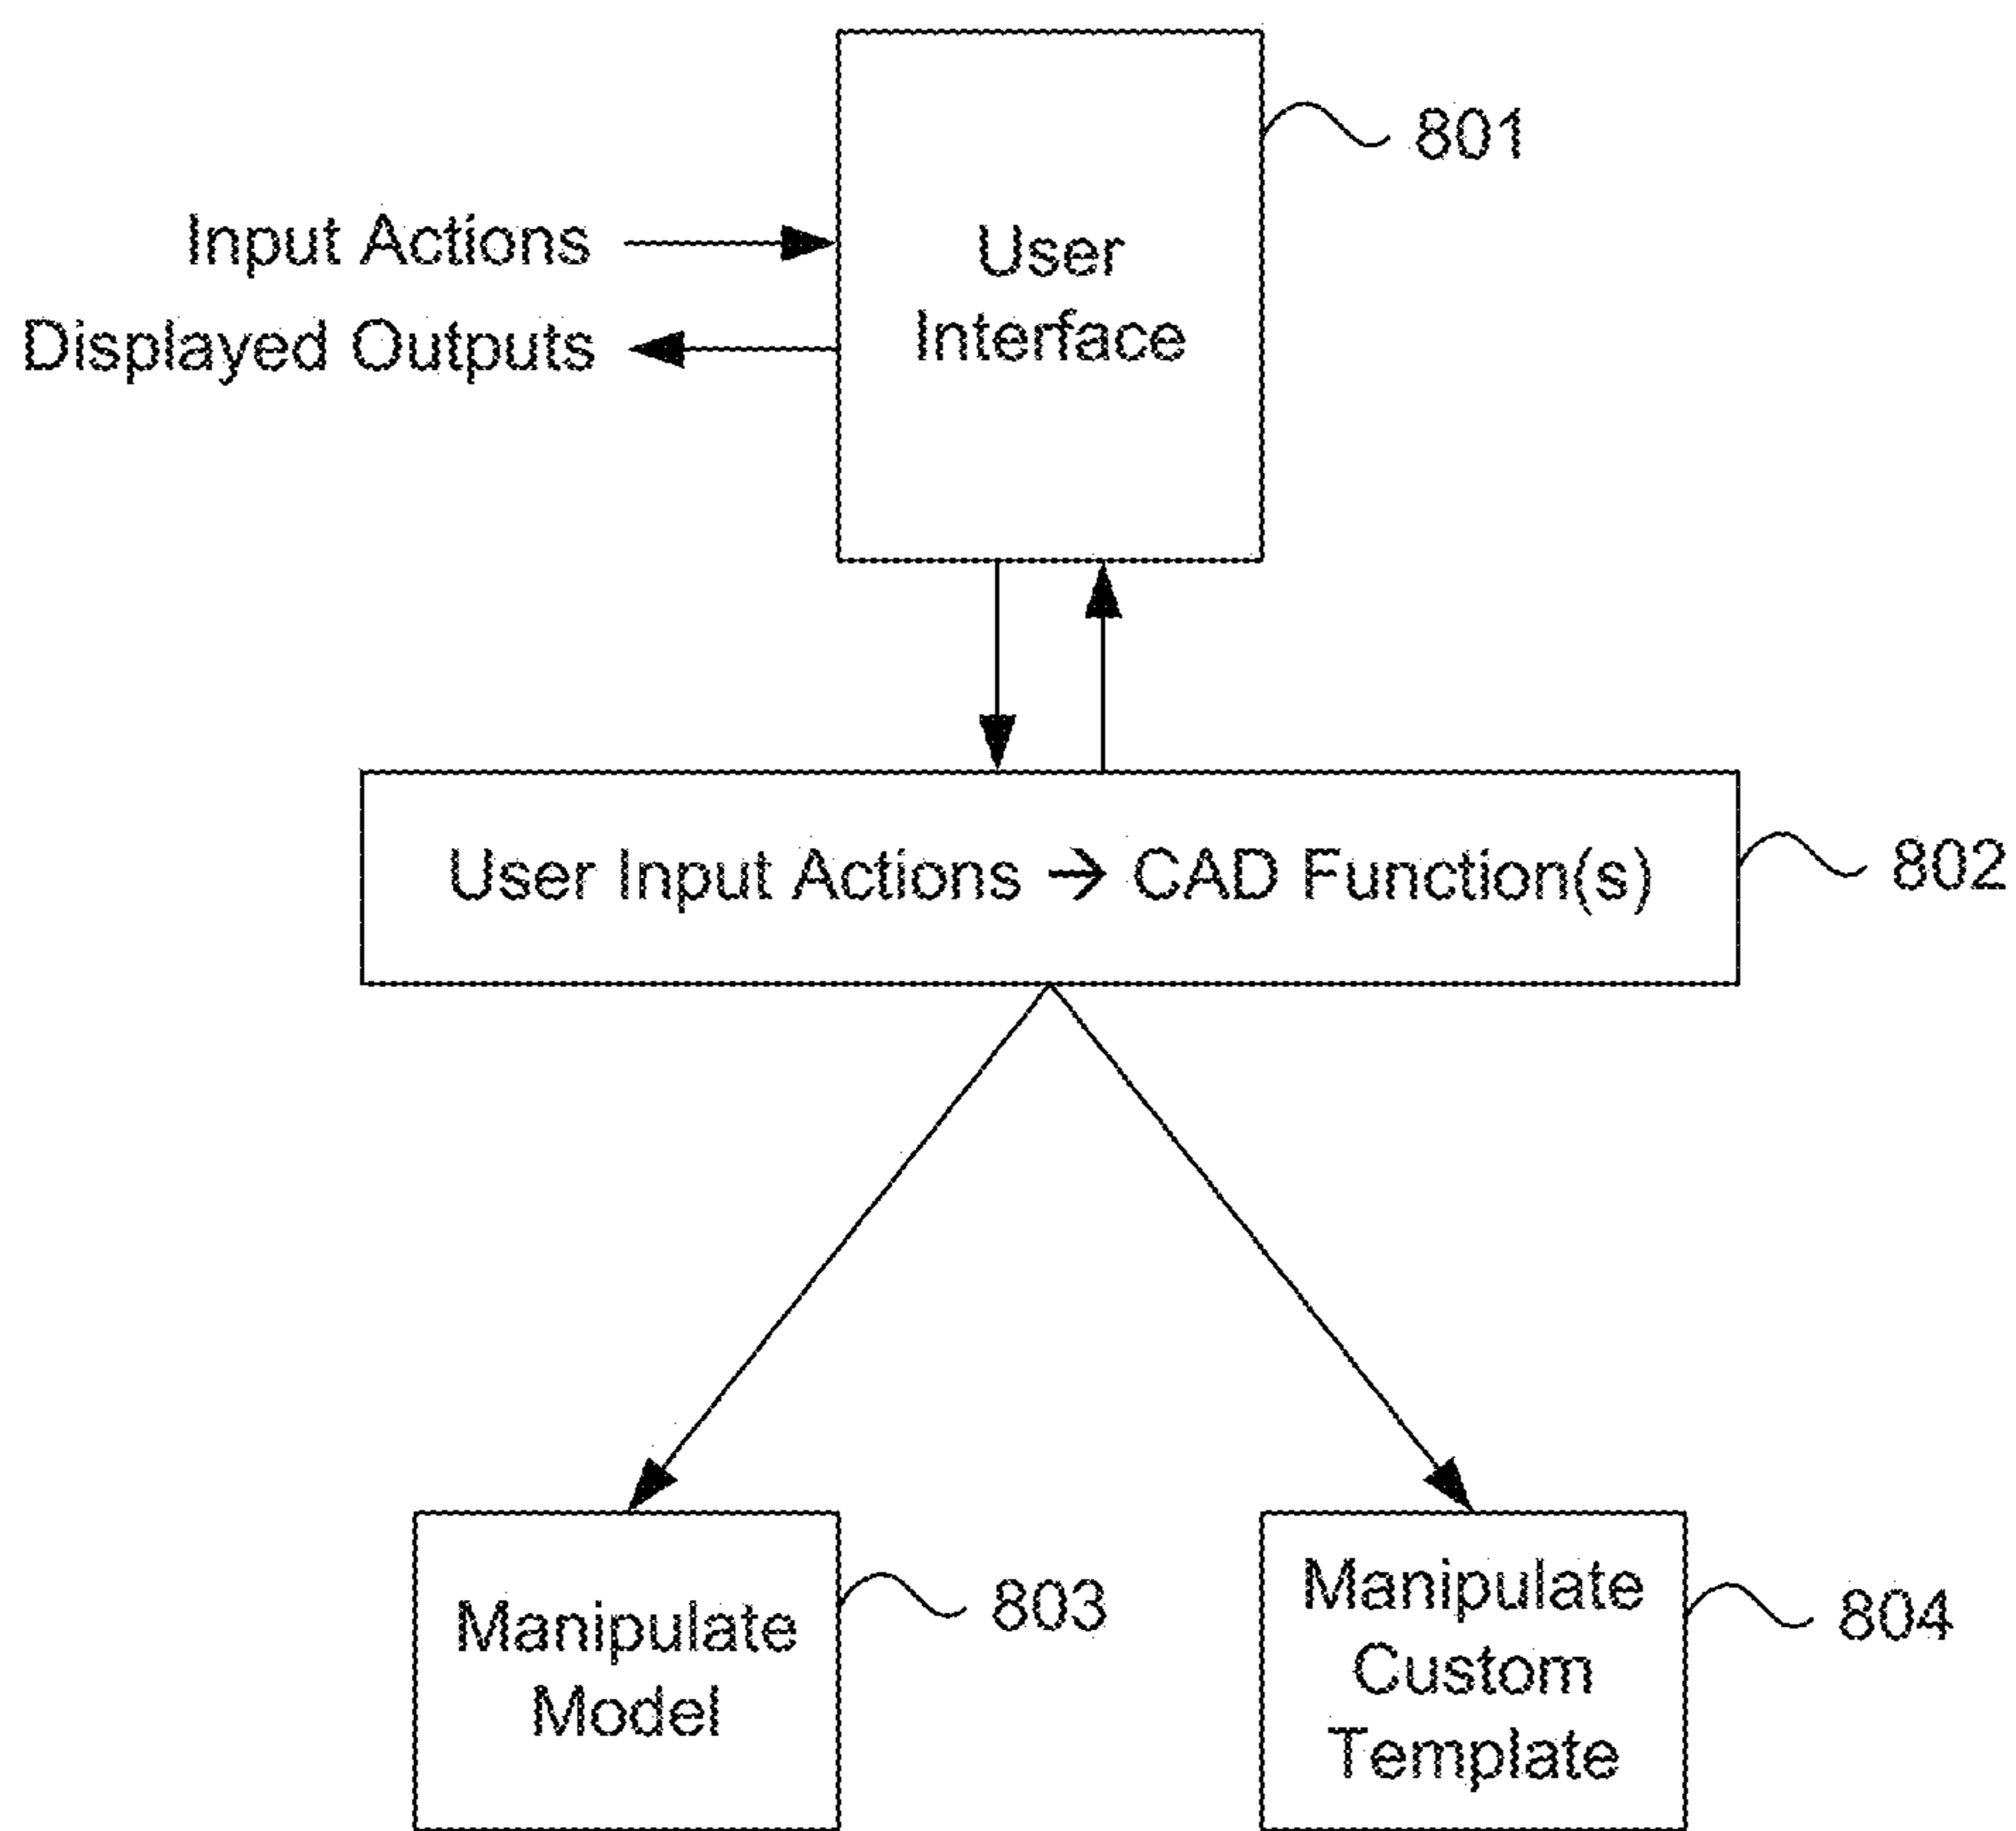 801
Input Actions
User
Interface
Displayed Outputs
User Input Actions → CAD Function(s)
802
Manipulate
Model
803
Manipulate
Custom
Template
804